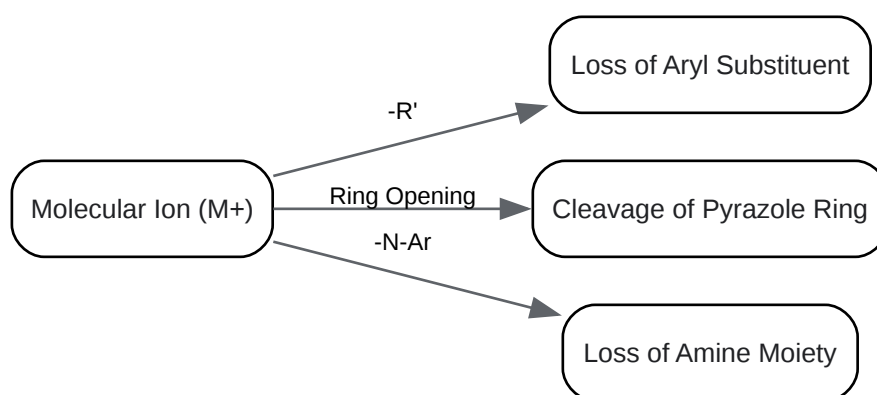 Loss of Aryl Substituent
-R'
Molecular Ion (M+)
Ring Opening
Cleavage of Pyrazole Ring
-N-Ar
Loss of Amine Moiety